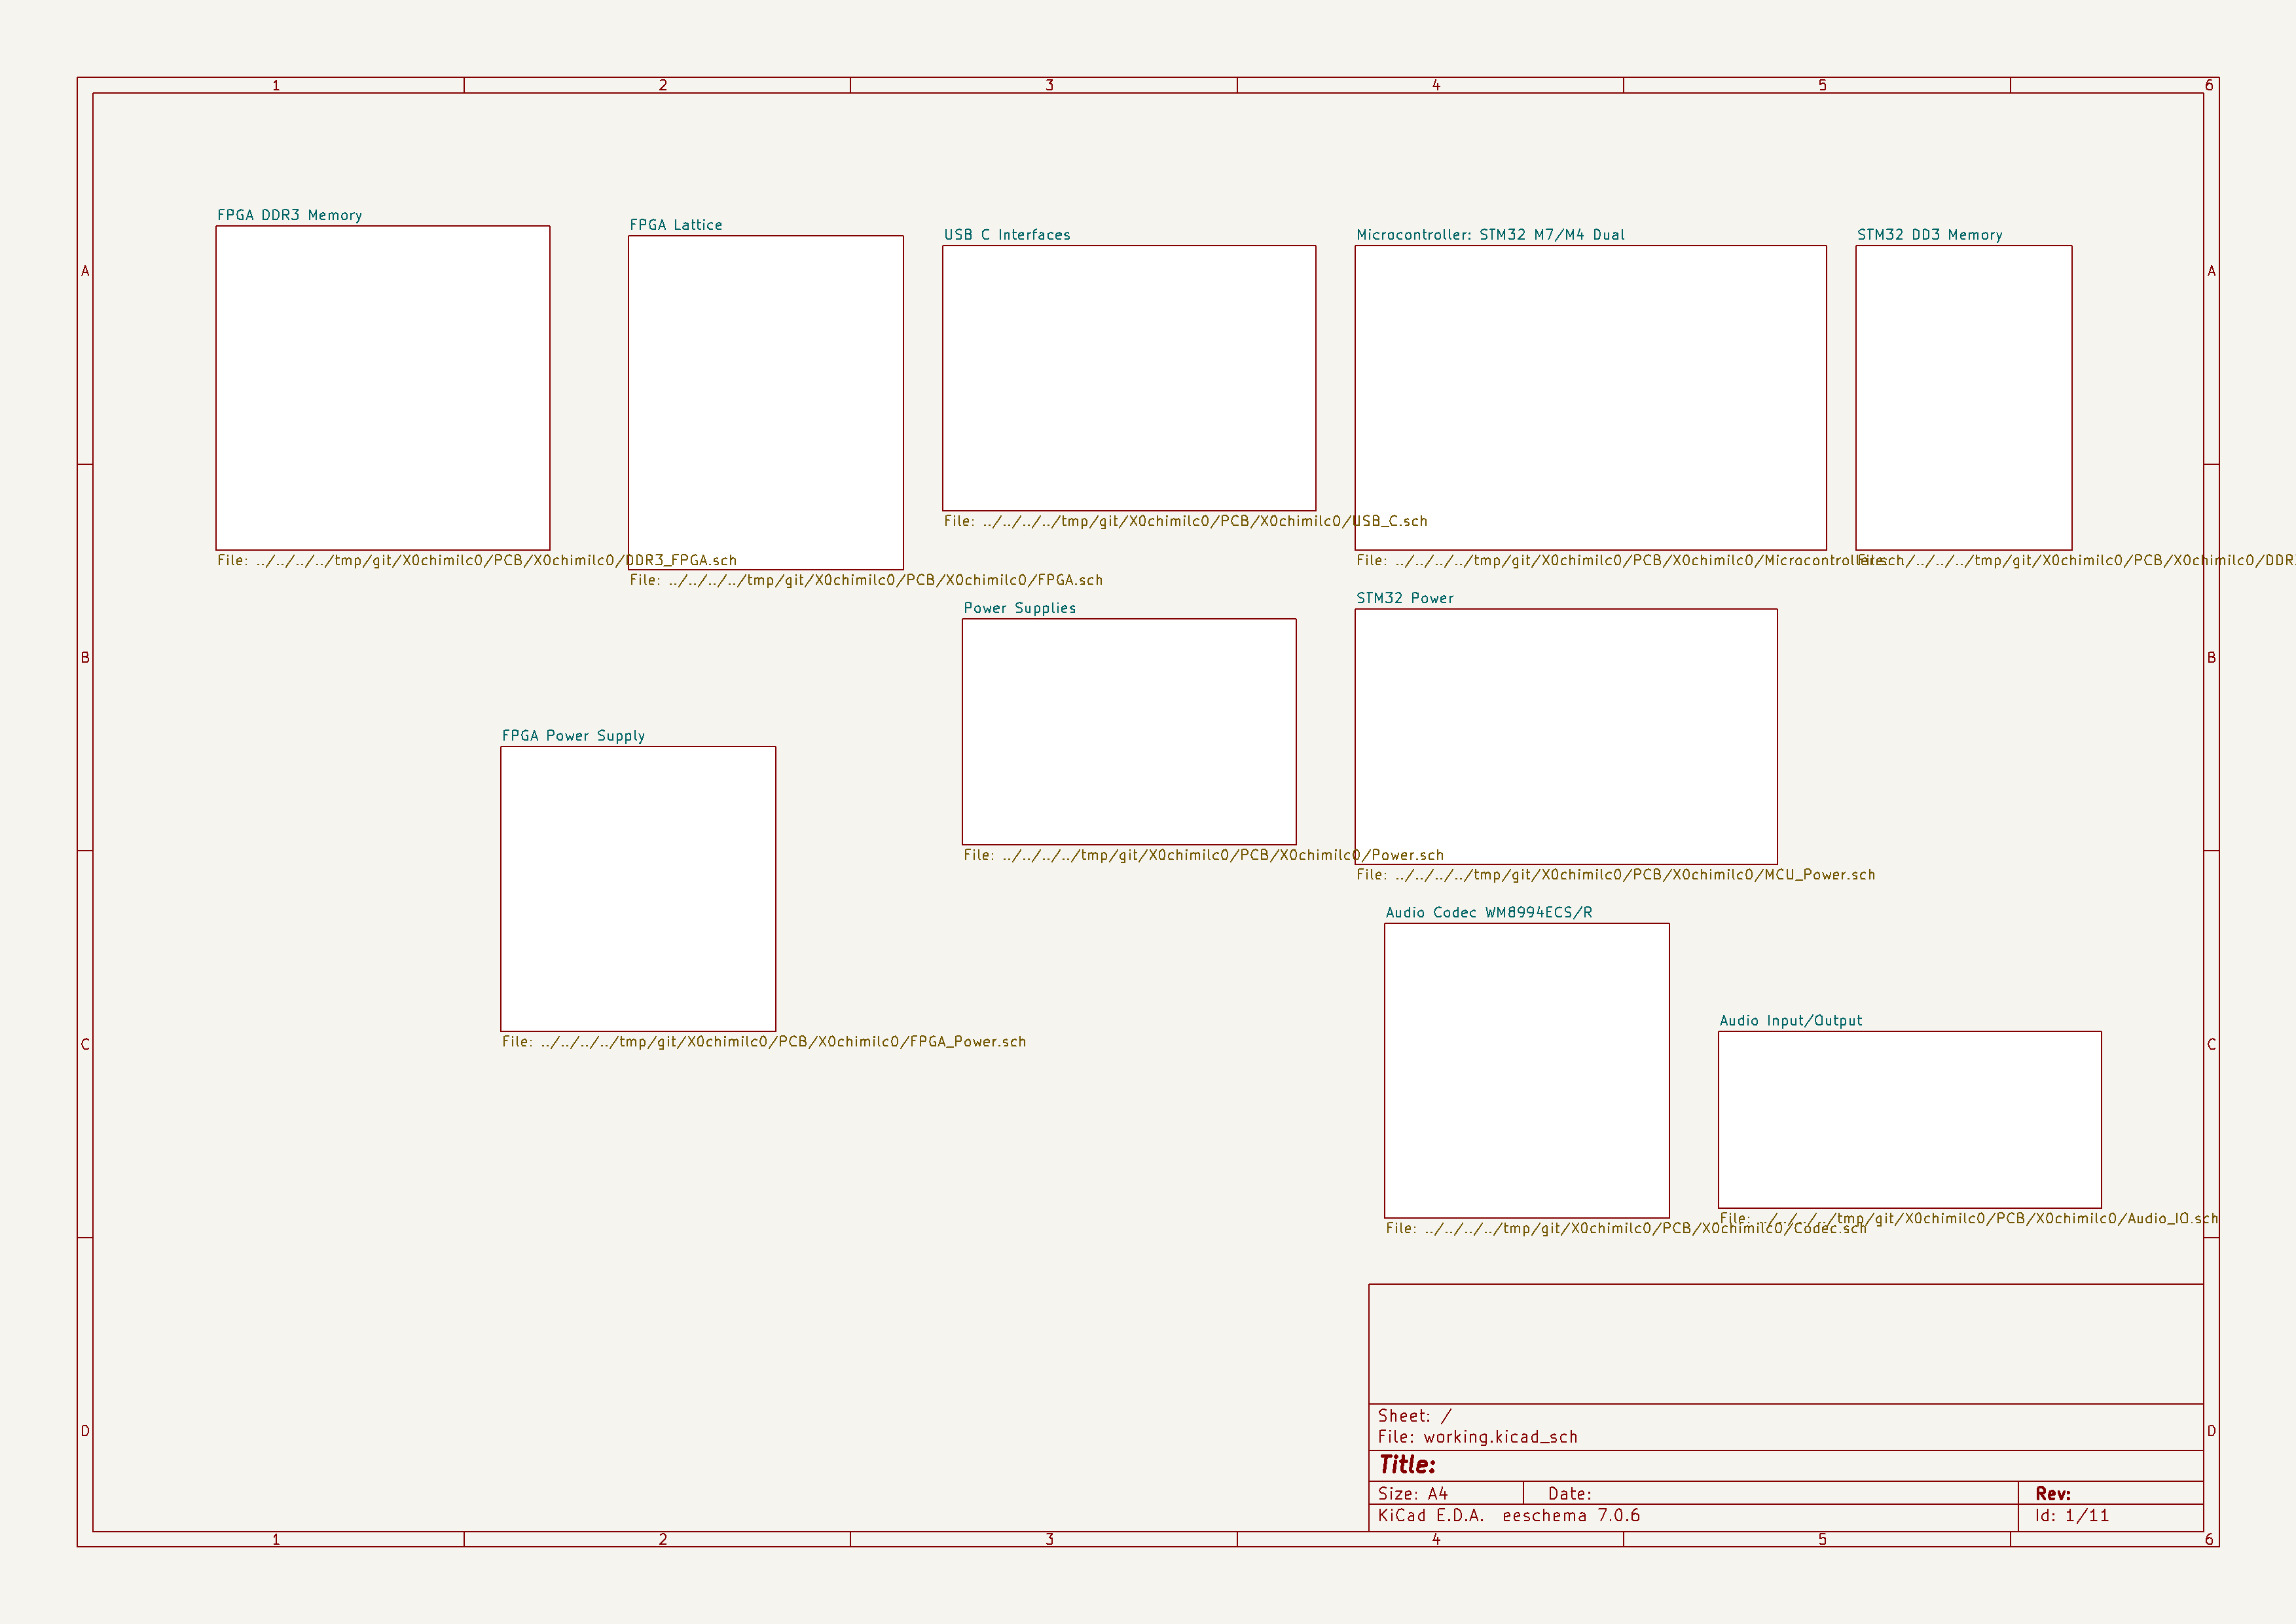 1 2 3 4 5 6
FPGA DDR3 Memory
FPGA Lattice
USB C Interfaces
Microcontroller: STM32 M7/M4 Dual
STM32 DD3 Memory
A A
File: ../../../../tmp/git/X0chimilc0/PCB/X0chimilc0/USB_C.sch
File: ../../../../tmp/git/X0chimilc0/PCB/X0chimilc0/DDR3_FPGA.sch
File: ../../../../tmp/git/X0chimilc0/PCB/X0chimilc0/Microcontroller.sch
File: ../../../../tmp/git/X0chimilc0/PCB/X0chimilc0/DDR
File: ../../../../tmp/git/X0chimilc0/PCB/X0chimilc0/FPGA.sch
Power Supplies
STM32 Power
B B
FPGA Power Supply
File: ../../../../tmp/git/X0chimilc0/PCB/X0chimilc0/Power.sch
File: ../../../../tmp/git/X0chimilc0/PCB/X0chimilc0/MCU_Power.sch
Audio Codec WM8994ECS/R
Audio Input/Output
C C
File: ../../../../tmp/git/X0chimilc0/PCB/X0chimilc0/FPGA_Power.sch
File: ../../../../tmp/git/X0chimilc0/PCB/X0chimilc0/Audio_IO.sch
File: ../../../../tmp/git/X0chimilc0/PCB/X0chimilc0/Codec.sch
Sheet: /
File: working.kicad_sch
D D
Title:
Size: A4 Date: Rev:
KiCad E.D.A. eeschema 7.0.6 Id: 1/11
1 2 3 4 5 6